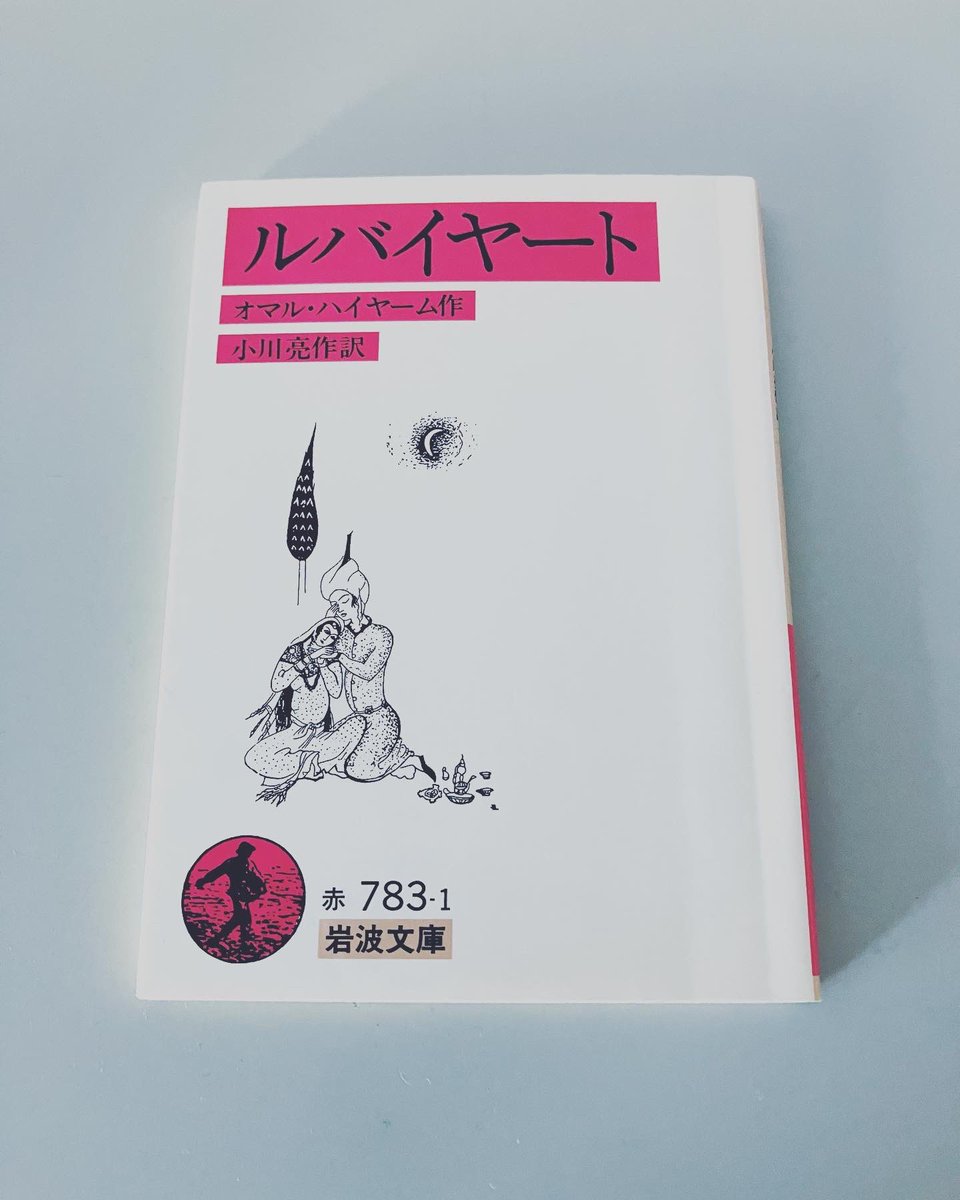 ルバイヤート
オマル・ハイヤーム作
小川亮作訳
赤 783-1
岩波文庫